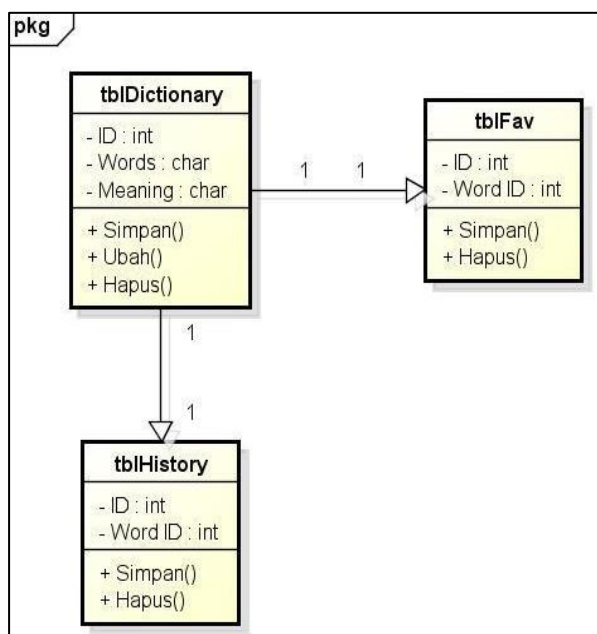 pkg
tblDictionary
- ID : int
- Words : char
- Meaning : char
+ Simpan()
+ Ubah()
+ Hapus()
1 1
tblFav
- ID : int
- Word ID : int
+ Simpan()
+ Hapus()
1
1
tblHistory
- ID : int
- Word ID : int
+ Simpan()
+ Hapus()